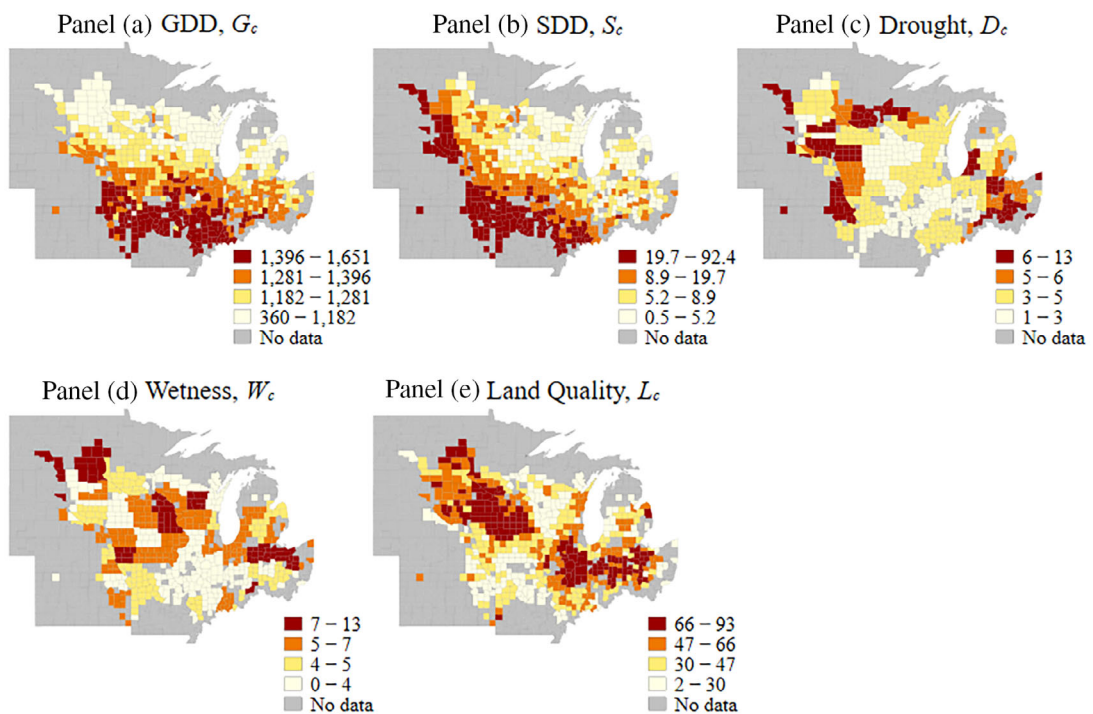 Panel (a) GDD, Gc
Panel (b) SDD, Sc
Panel (c) Drought, Dc
1,396 – 1,651
1,281 – 1,396
1,182 – 1,281
360 – 1,182
No data
19.7 – 92.4
8.9 – 19.7
5.2 – 8.9
0.5 – 5.2
No data
6 – 13
5 – 6
3 – 5
1 – 3
No data
Panel (d) Wetness, Wc
Panel (e) Land Quality, Lc
7 – 13
5 – 7
4 – 5
0 – 4
No data
66 – 93
47 – 66
30 – 47
2 – 30
No data